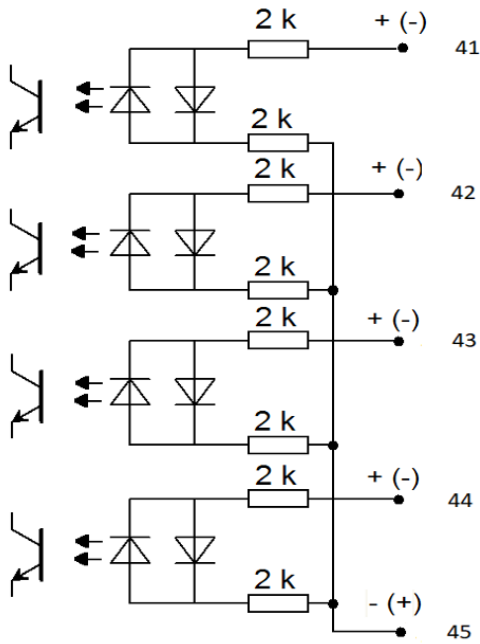 2 k + (-) 41
2 k
2 k + (-) 42
2 k
2 k + (-) 43
2 k
2 k + (-) 44
2 k
- (+) 45